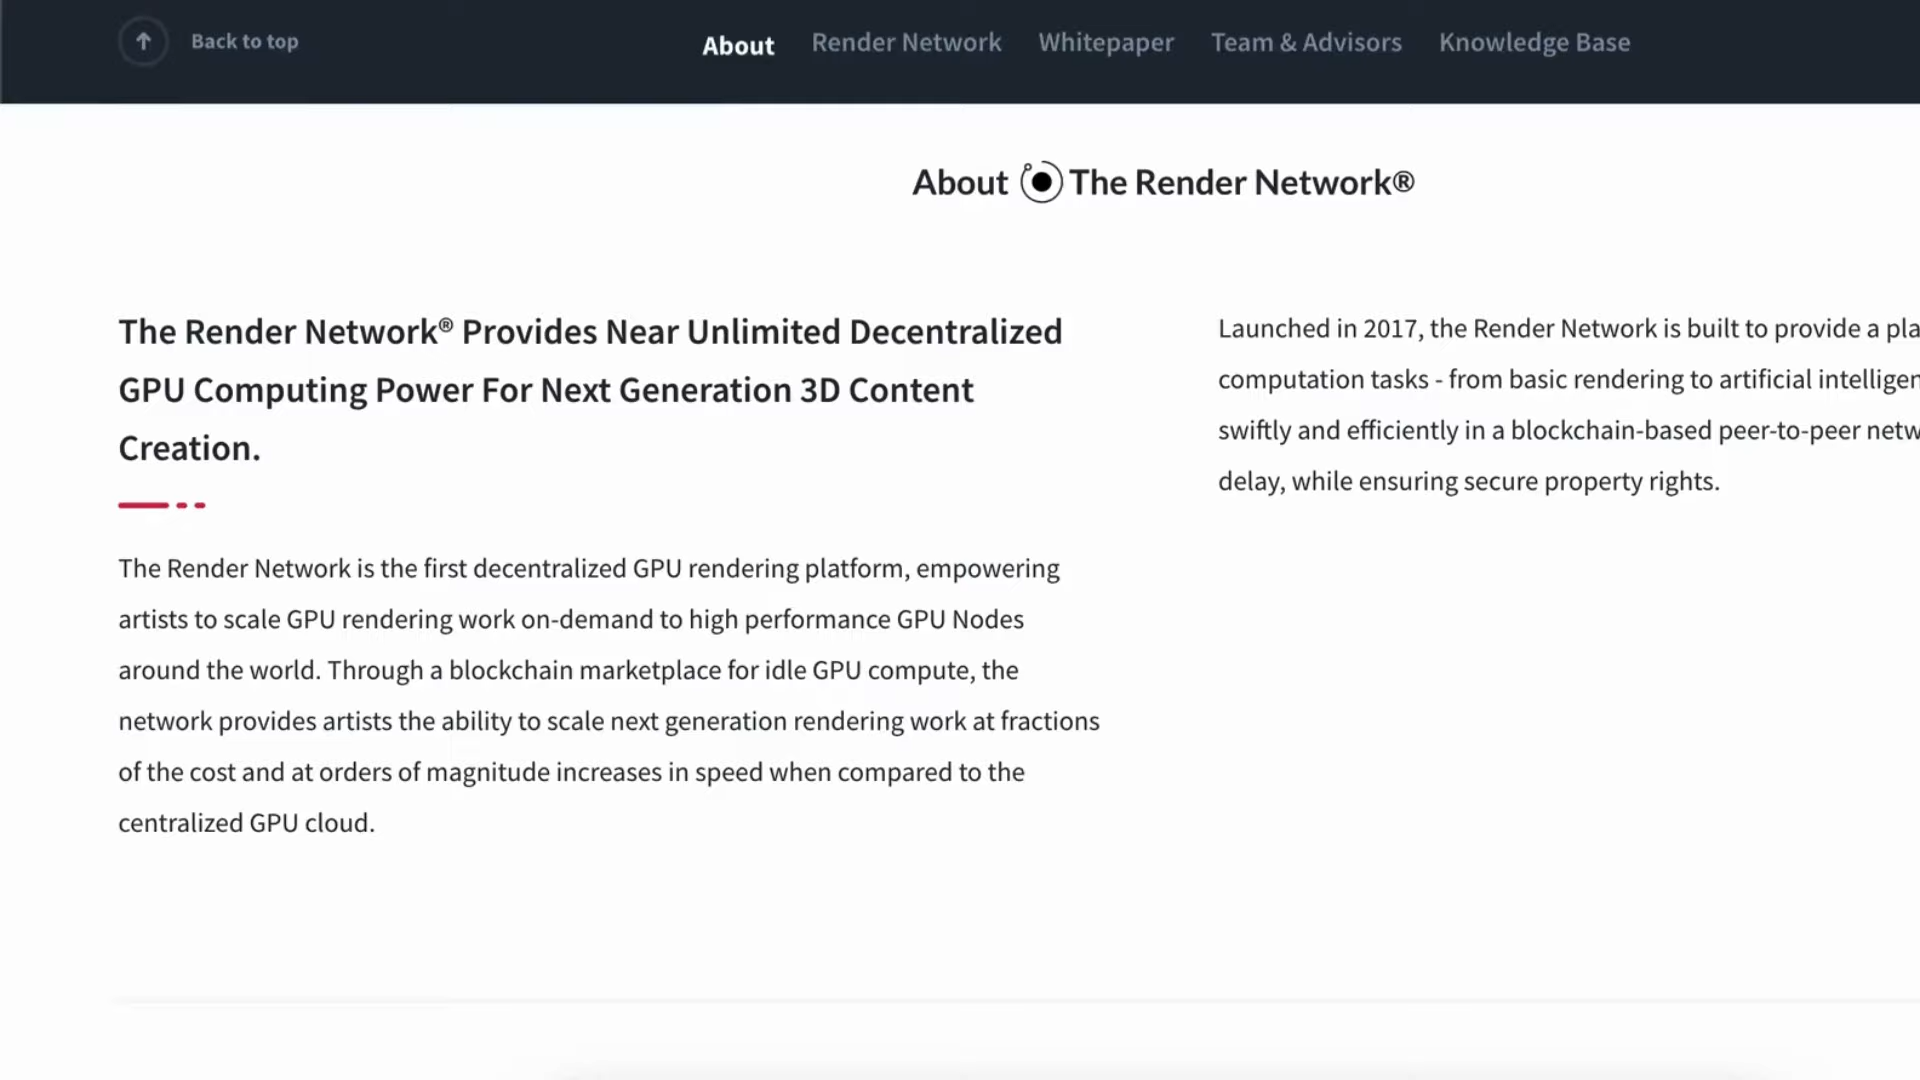 Back to top
About
Render Network
Whitepaper
Team & Advisors
Knowledge Base
About The Render Network®
The Render Network® Provides Near Unlimited Decentralized
GPU Computing Power For Next Generation 3D Content
Creation.
The Render Network is the first decentralized GPU rendering platform, empowering
artists to scale GPU rendering work on-demand to high performance GPU Nodes
around the world. Through a blockchain marketplace for idle GPU compute, the
network provides artists the ability to scale next generation rendering work at fractions
of the cost and at orders of magnitude increases in speed when compared to the
centralized GPU cloud.
Launched in 2017, the Render Network is built to provide a
computation tasks - from basic rendering to artificial
swiftly and efficiently in a blockchain-based peer-to-peer
delay, while ensuring secure property rights.